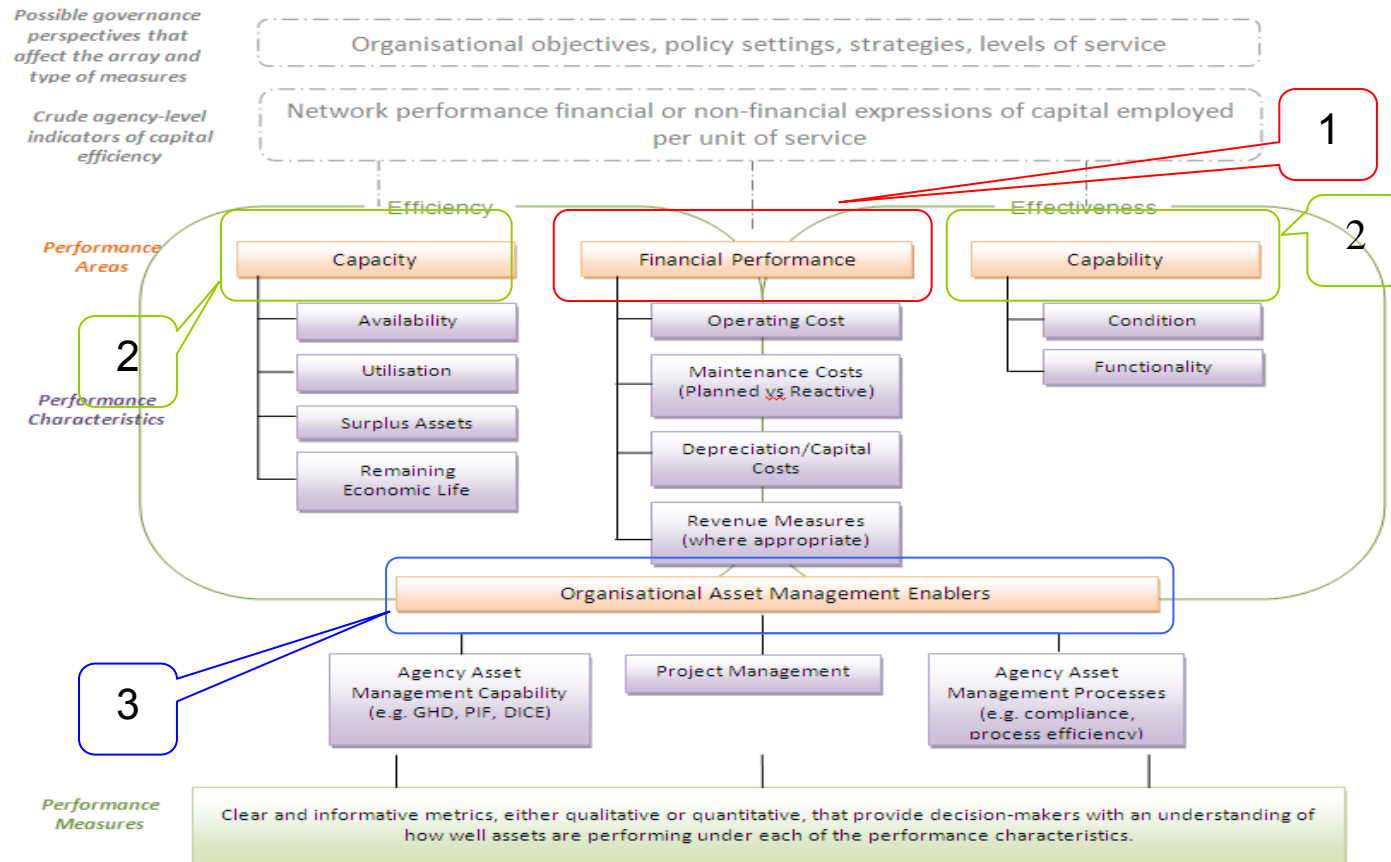 Possible governance
perspectives that
affect the array and
type of measures
Organisational objectives, policy settings, strategies, levels of service
Crude agency-level
indicators of capital
efficiency
Network performance financial or non-financial expressions of capital employed
per unit of service
1
Efficiency
Effectiveness
2
Performance
Areas
Capacity
Financial Performance
Capability
2
Performance
Characteristics
Availability
Utilisation
Surplus Assets
Remaining
Economic Life
Operating Cost
Maintenance Costs
(Planned vs Reactive)
Depreciation/Capital
Costs
Revenue Measures
(where appropriate)
Condition
Functionality
Organisational Asset Management Enablers
3
Agency Asset
Management Capability
(e.g. GHD, PIF, DICE)
Project Management
Agency Asset
Management Processes
(e.g. compliance,
process efficiency)
Performance
Measures
Clear and informative metrics, either qualitative or quantitative, that provide decision-makers with an understanding of
how well assets are performing under each of the performance characteristics.